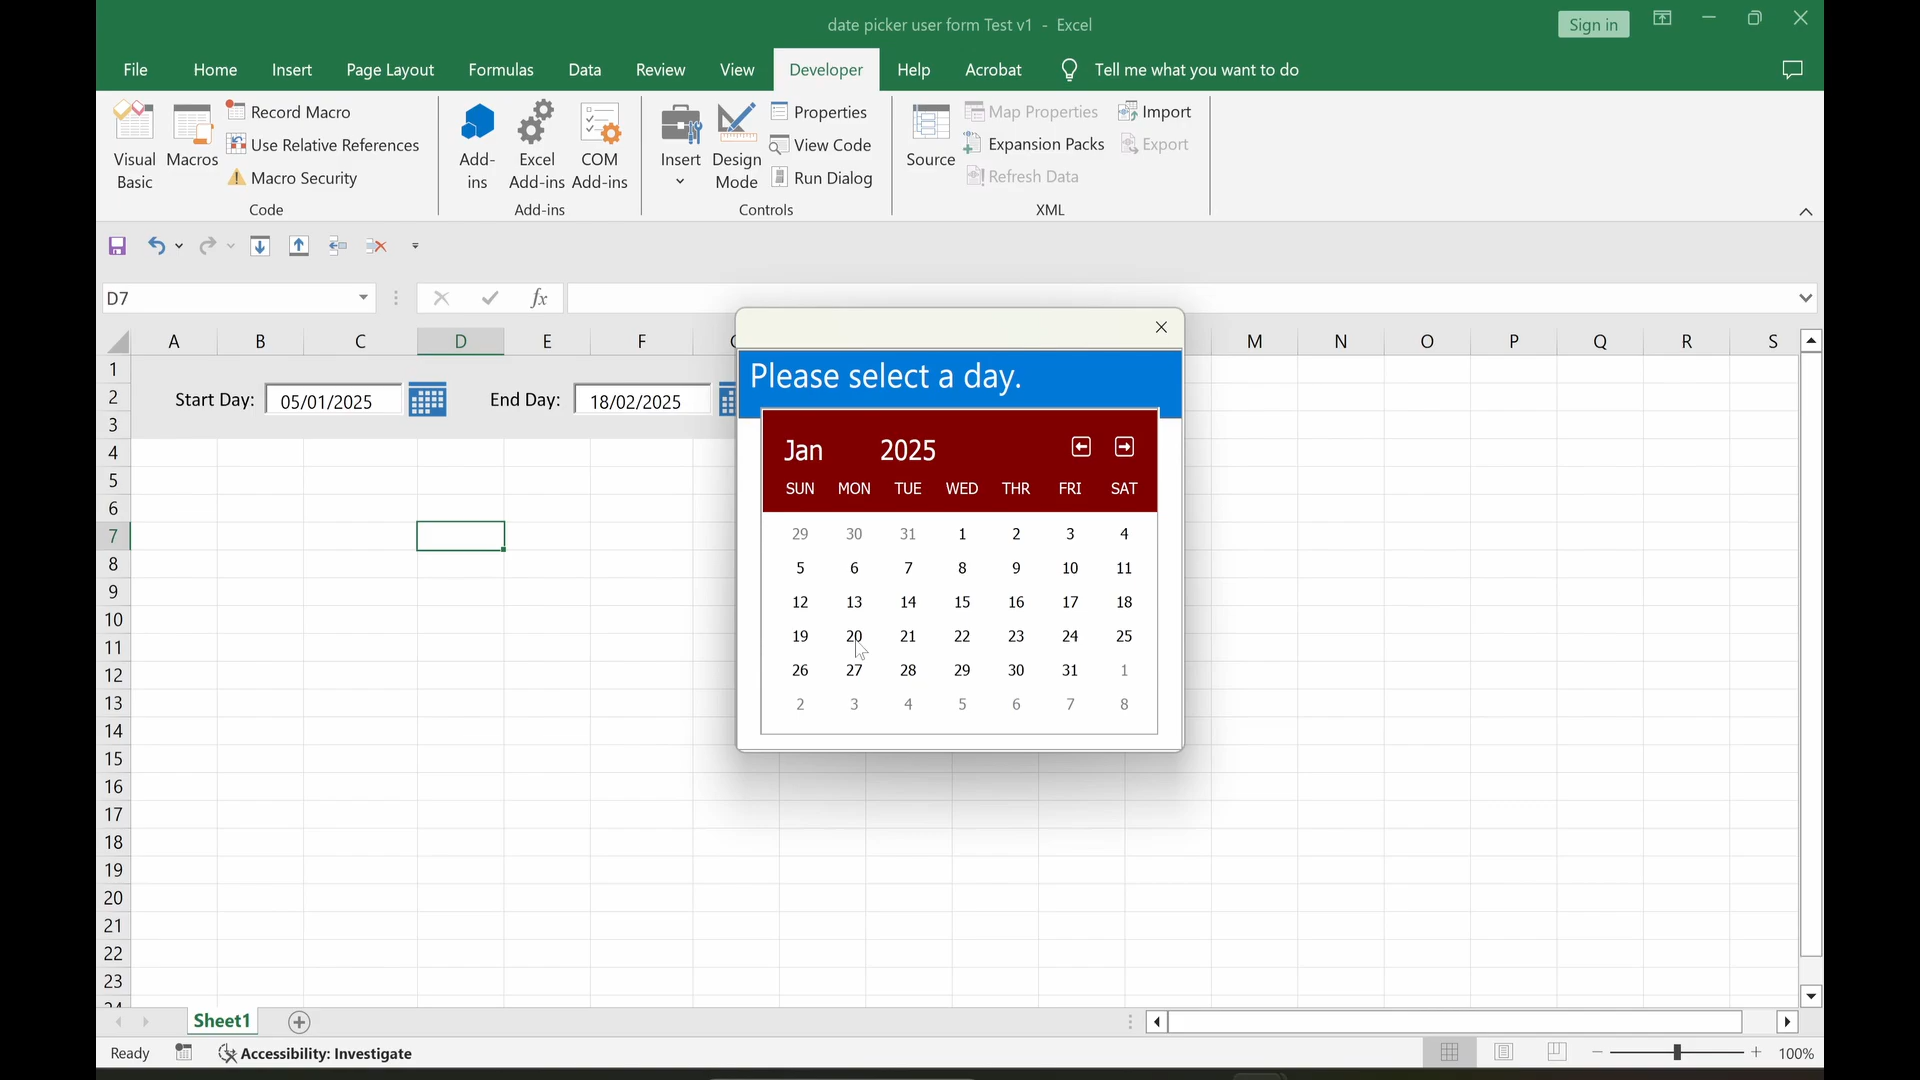 date picker user form Test v1 - Excel
Sign in
File Home Insert Page Layout Formulas Data Review View Developer Help Acrobat Tell me what you want to do
Visual Basic
Macros
Record Macro
Use Relative References
Macro Security
Code
Add-ins
Excel Add-ins
COM Add-ins
Add-ins
Insert
Design Mode
Properties
View Code
Run Dialog
Controls
Source
Map Properties
Expansion Packs
Refresh Data
Import
Export
XML
D7
fx
A B C D E F M N O P Q R S
1
2
3
4
5
6
7
8
9
10
11
12
13
14
15
16
17
18
19
20
21
22
23
24
Start Day: 05/01/2025 End Day: 18/02/2025
Please select a day.
Jan 2025
SUN MON TUE WED THR FRI SAT
29 30 31 1 2 3 4
5 6 7 8 9 10 11
12 13 14 15 16 17 18
19 20 21 22 23 24 25
26 27 28 29 30 31 1
2 3 4 5 6 7 8
Sheet1
Ready
Accessibility: Investigate
100%